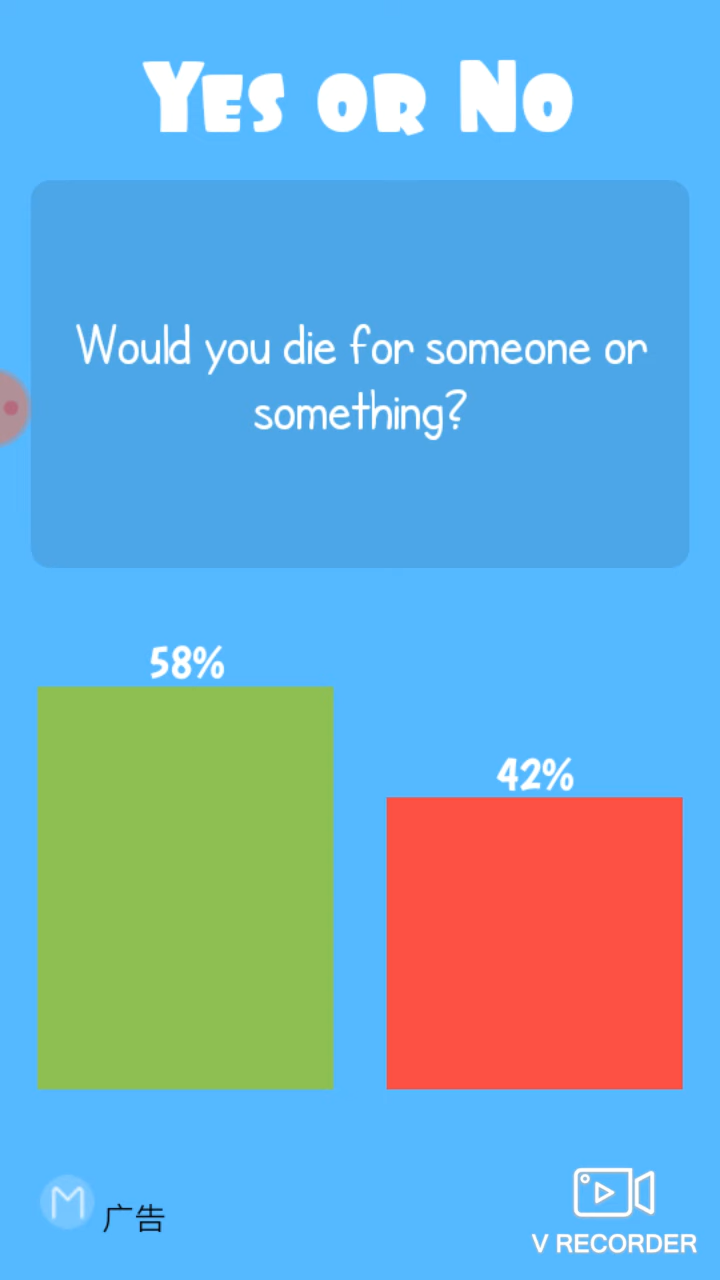 Yes or No
Would you die for someone or
something?
58%
42%
M 广告
V RECORDER